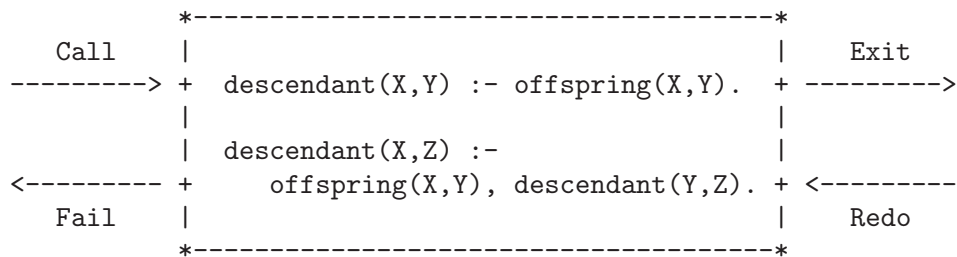 *--------------------------------------*
Call | | Exit
---------> + descendant(X,Y) :- offspring(X,Y). + --------->
| |
| descendant(X,Z) :- |
<--------- + offspring(X,Y), descendant(Y,Z). + <---------
Fail | | Redo
*--------------------------------------*